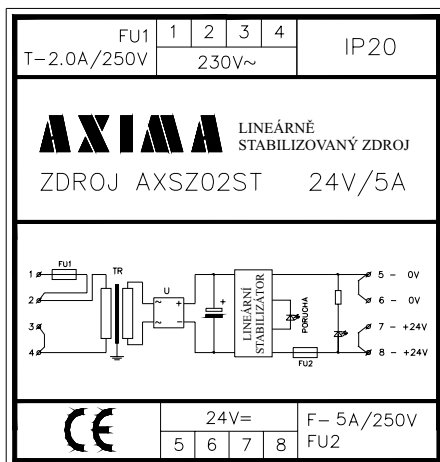 FU1 1 2 3 4 IP20
T-2.0A/250V 230V~
AXIMA LINEÁRNĚ
STABILIZOVANÝ ZDROJ
ZDROJ AXSZ02ST 24V/5A
FU1
TR
U
1
2
3
4
~ +
~ -
+
LINEÁRNÍ
STABILIZÁTOR
PORUCHA
FU2
5 - 0V
6 - 0V
7 - +24V
8 - +24V
CE 24V= F- 5A/250V
5 6 7 8 FU2